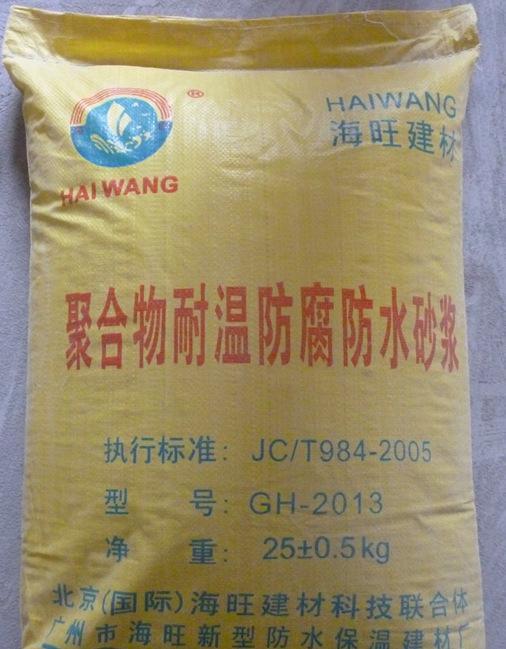 ®
HAIWANG
海旺建材
HAI WANG
聚合物耐温防腐防水砂浆
执行标准：JC/T984-2005
型号：GH-2013
净重：25±0.5kg
北京(国际)海旺建材科技联合体
广州市海旺新型防水保温建材厂